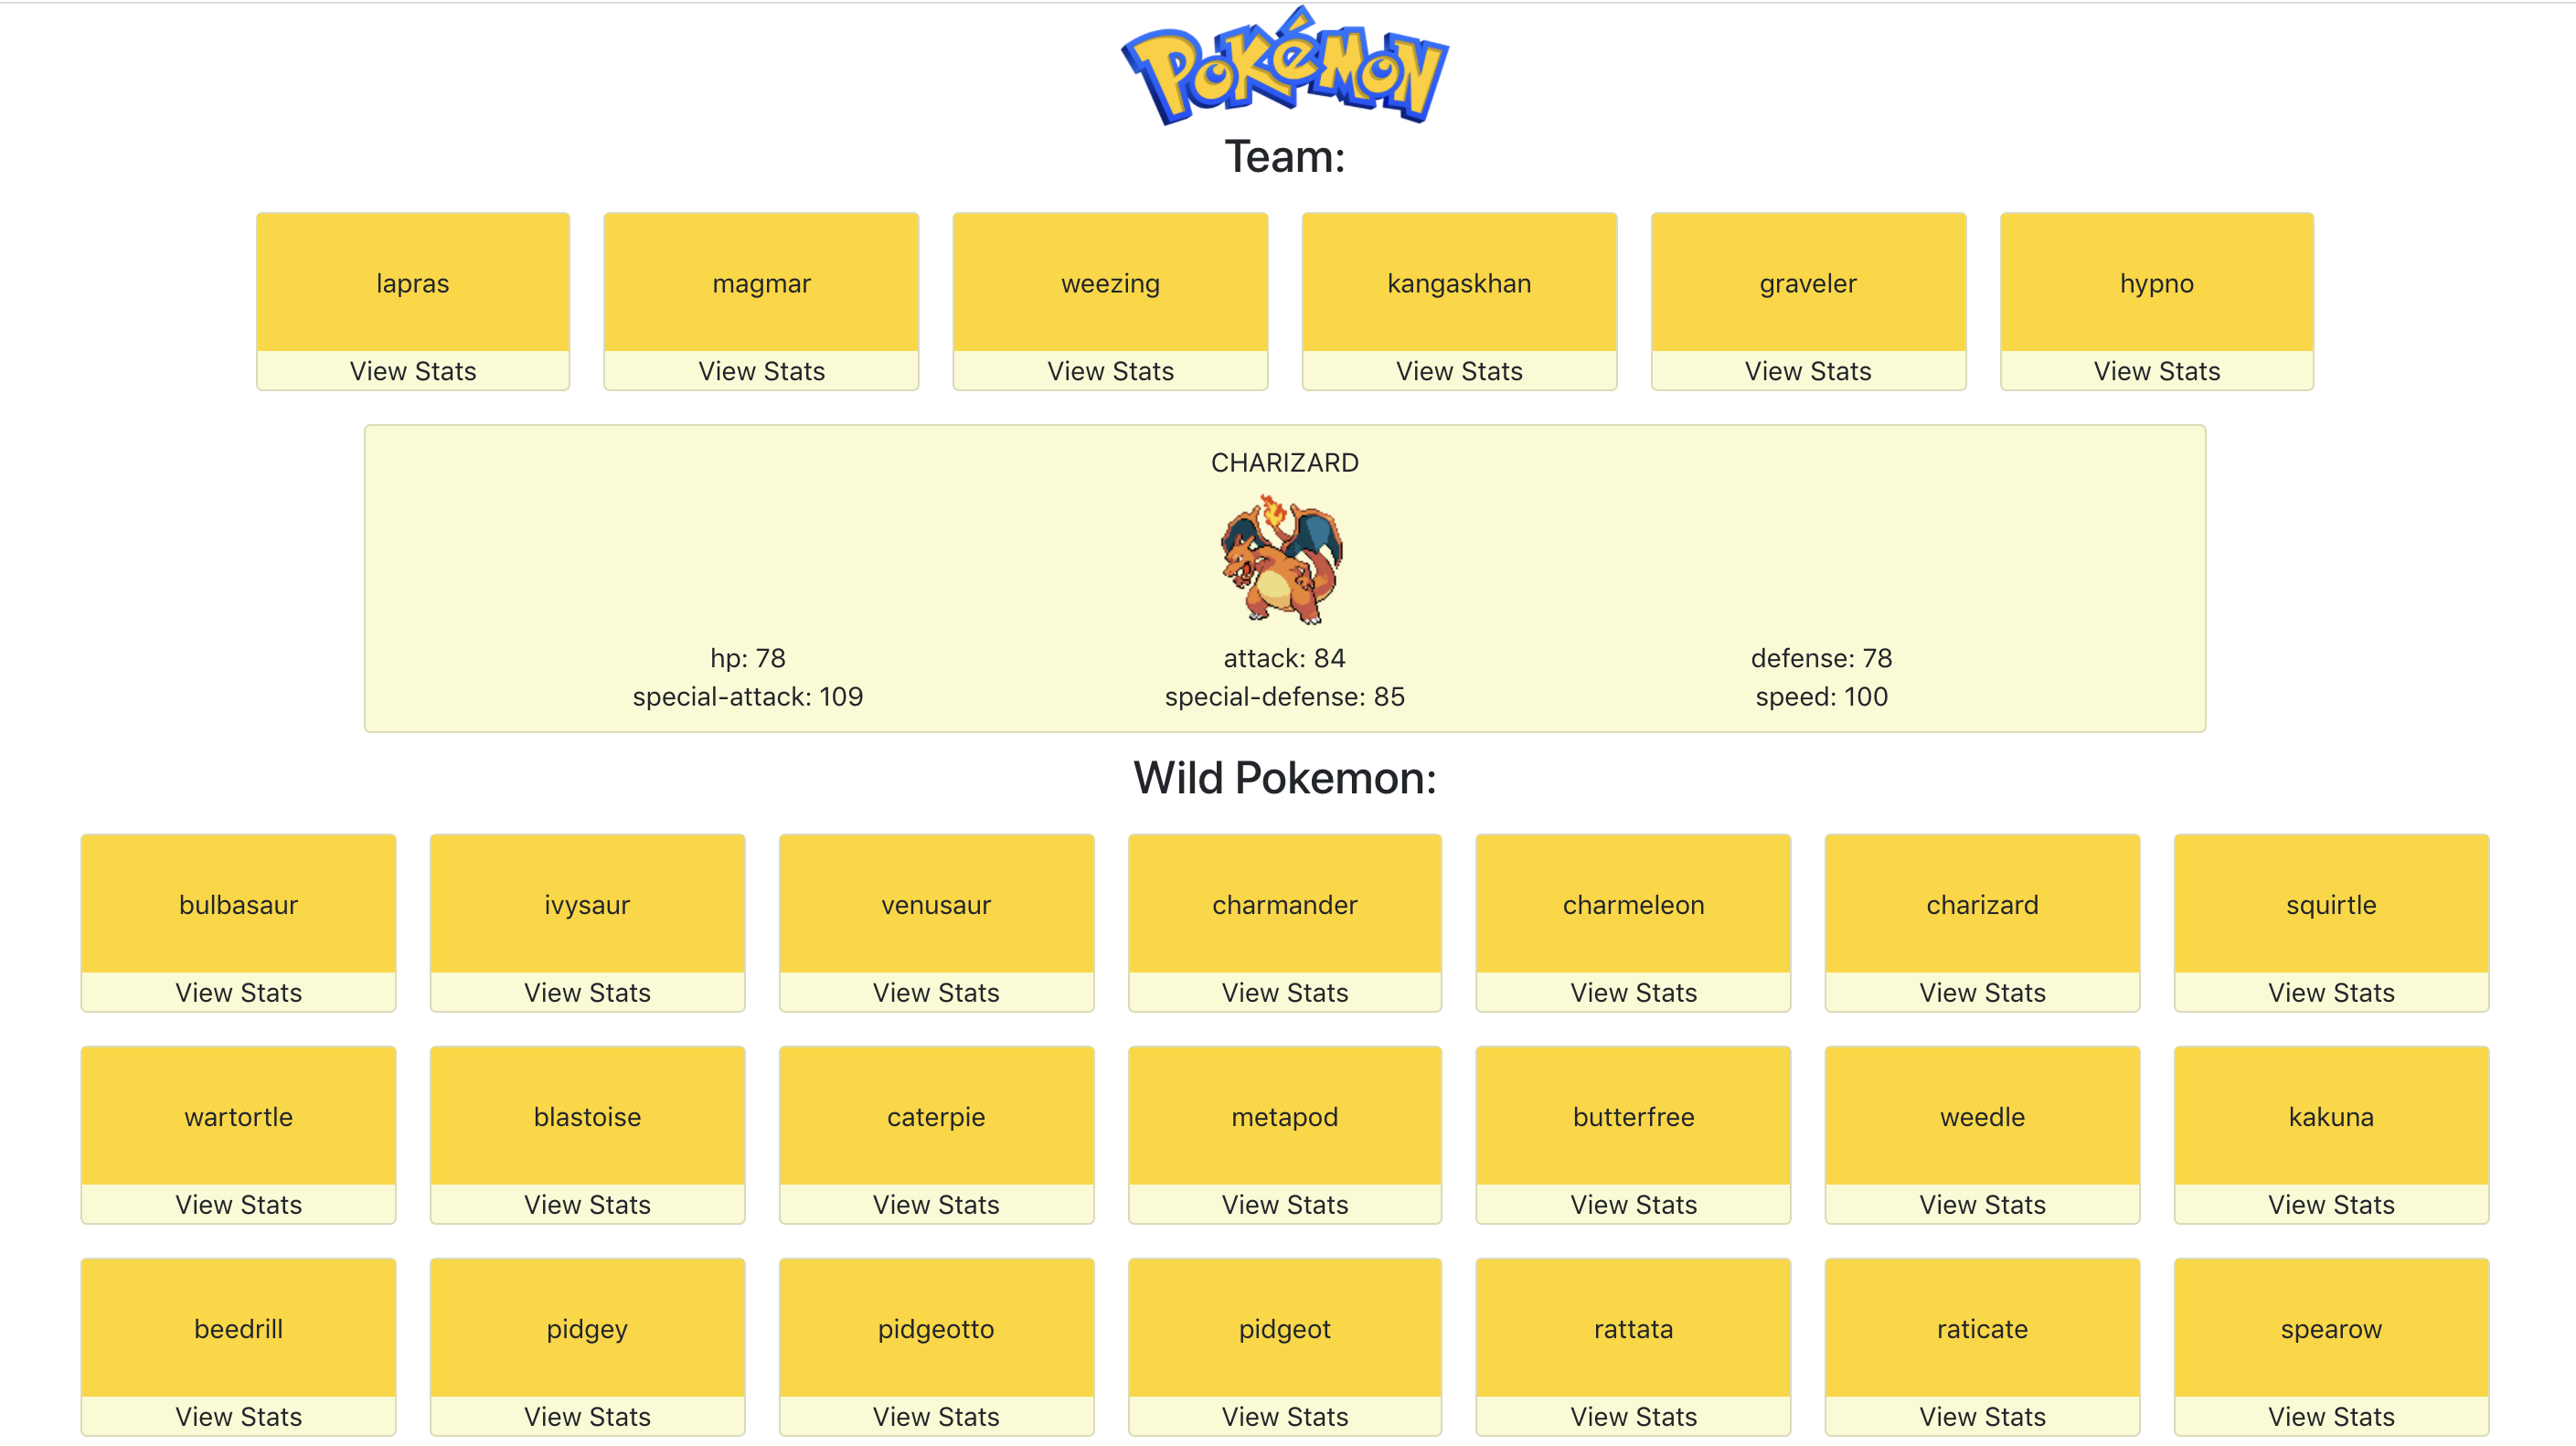 Pokémon
Team:
lapras magmar weezing kangaskhan graveler hypno
View Stats View Stats View Stats View Stats View Stats View Stats
CHARIZARD
hp: 78 attack: 84 defense: 78
special-attack: 109 special-defense: 85 speed: 100
Wild Pokemon:
bulbasaur ivysaur venusaur charmander charmeleon charizard squirtle
View Stats View Stats View Stats View Stats View Stats View Stats View Stats
wartortle blastoise caterpie metapod butterfree weedle kakuna
View Stats View Stats View Stats View Stats View Stats View Stats View Stats
beedrill pidgey pidgeotto pidgeot rattata raticate spearow
View Stats View Stats View Stats View Stats View Stats View Stats View Stats